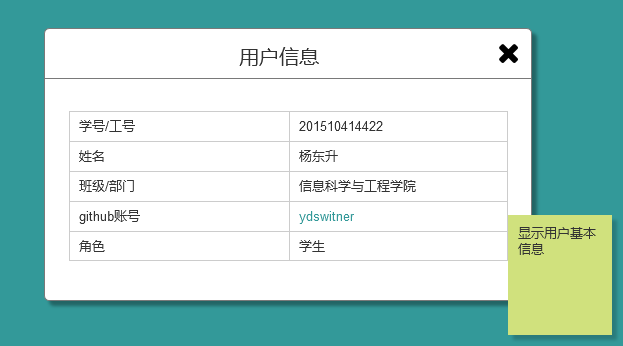 用户信息
学号/工号 201510414422
姓名 杨东升
班级/部门 信息科学与工程学院
github账号 ydswitner
角色 学生
显示用户基本
信息